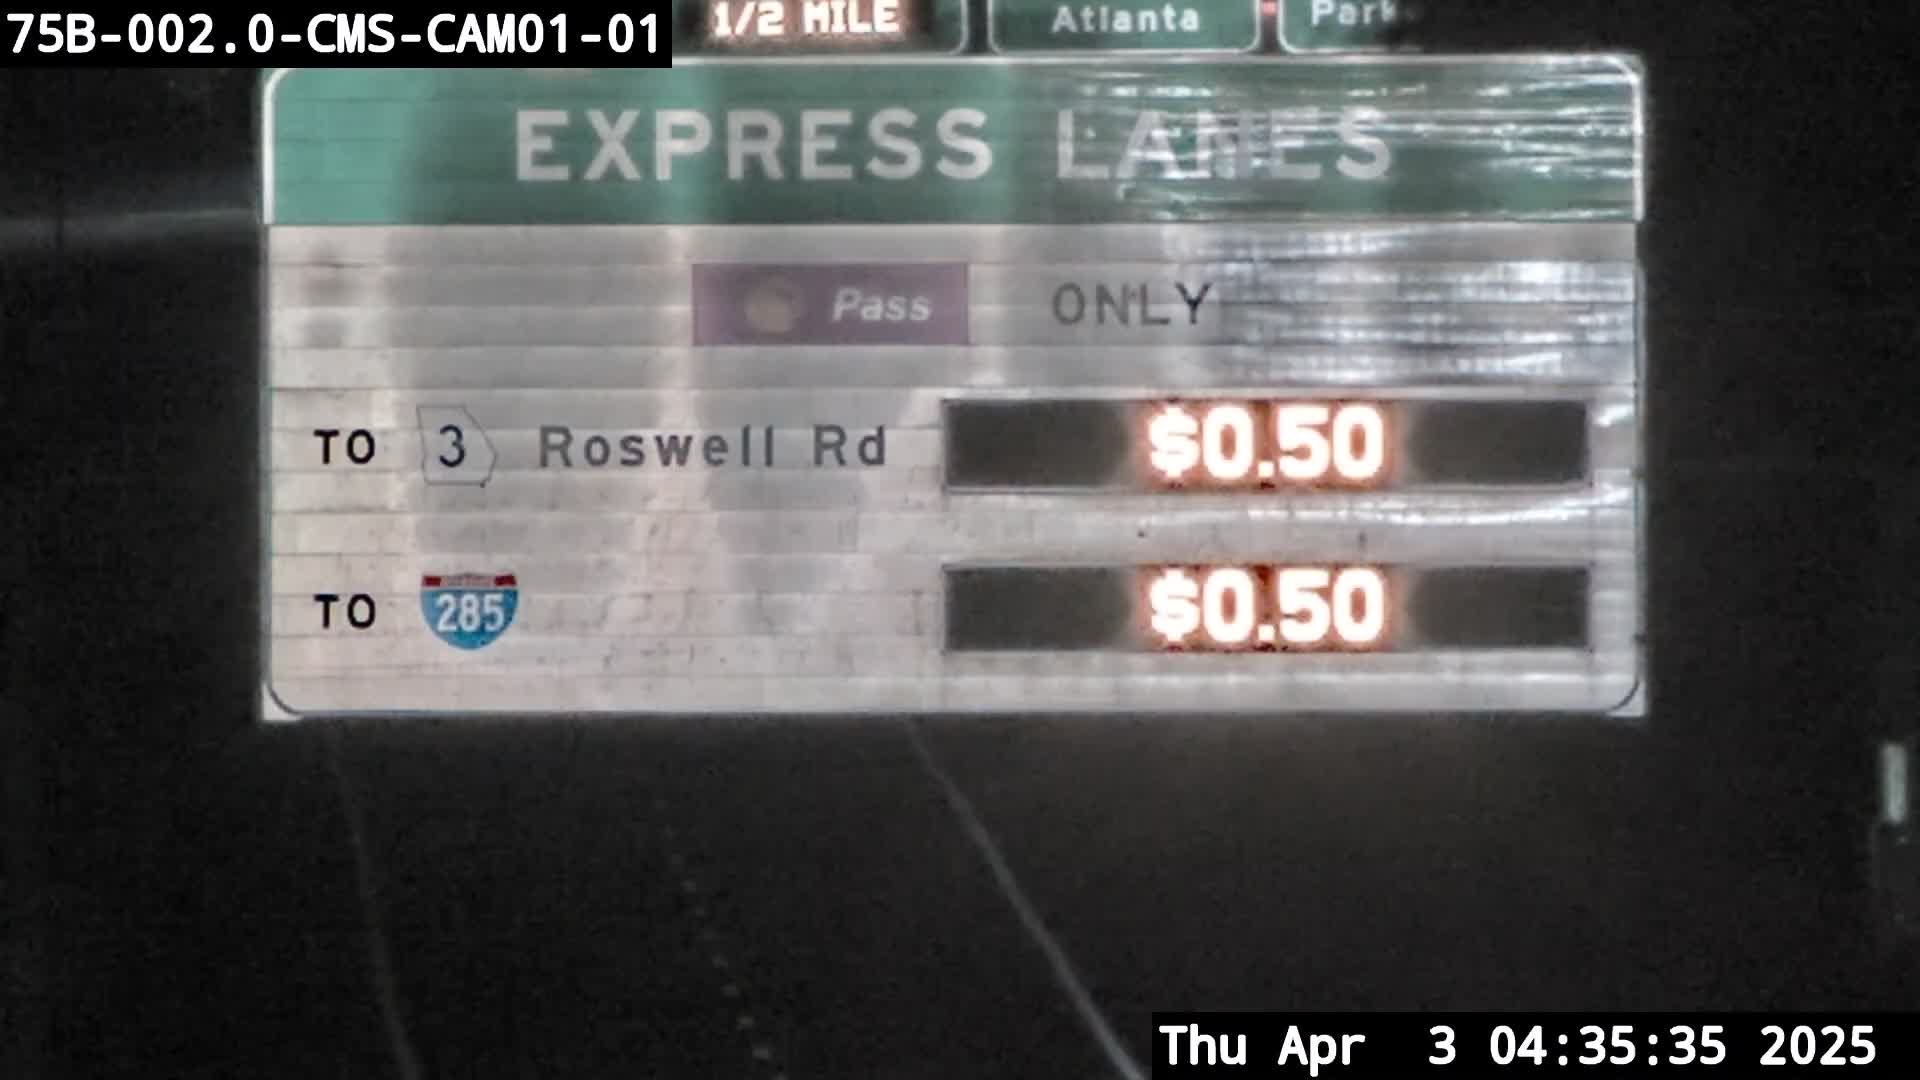 75B-002.0-CMS-CAM01-01
1/2 MILE
Atlanta
Park
EXPRESS LANES
Pass ONLY
TO 3 Roswell Rd $0.50
TO 285 $0.50
Thu Apr 3 04:35:35 2025